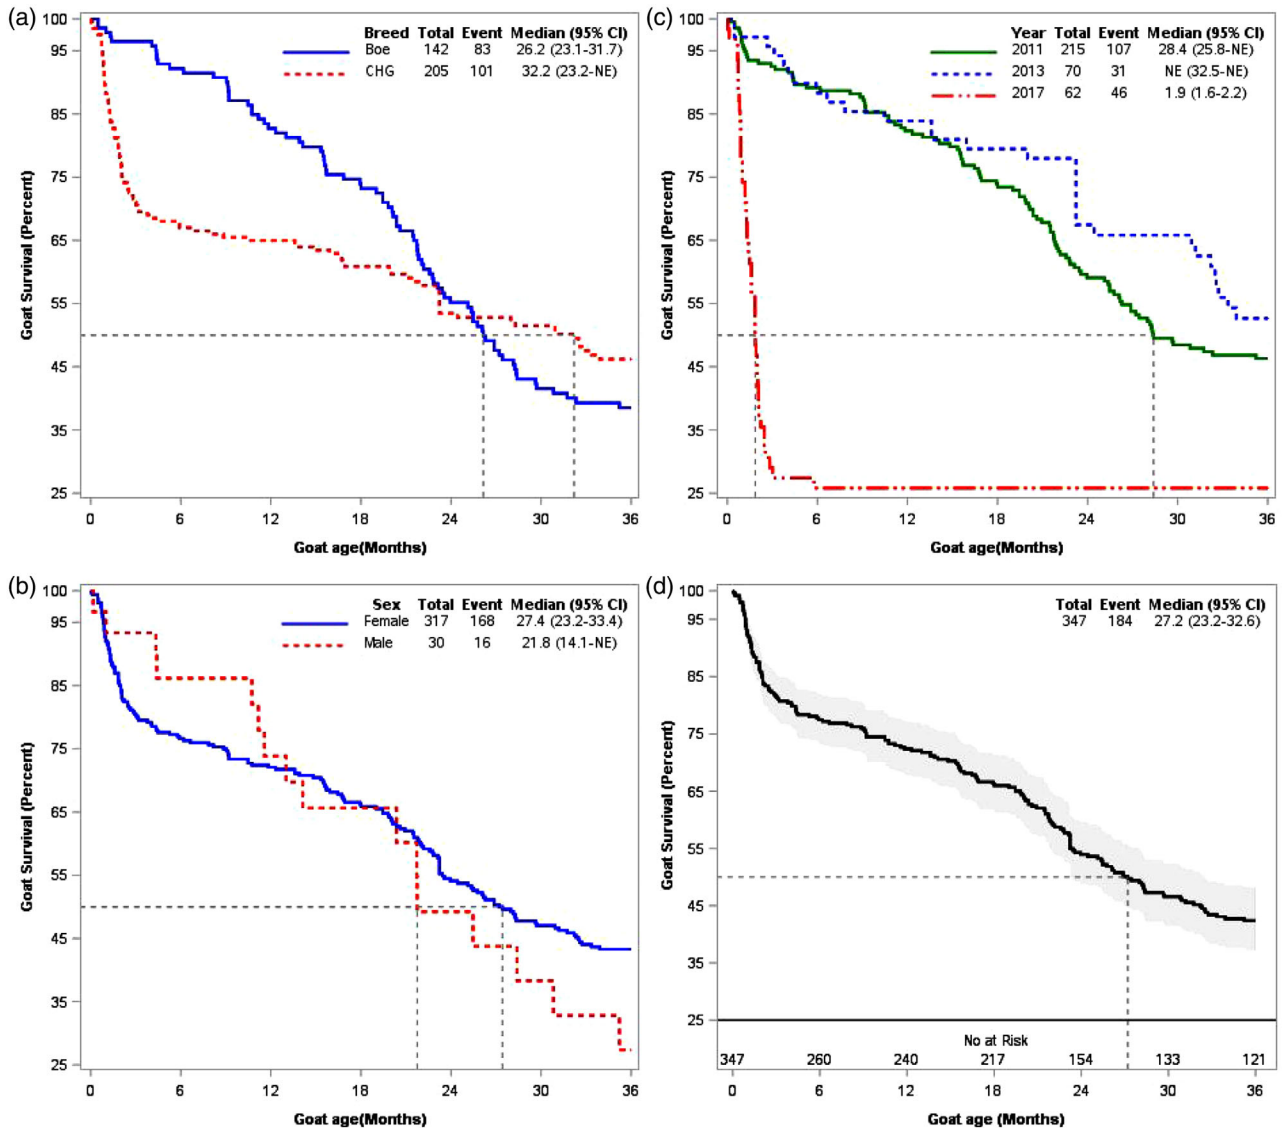 (a)
Breed Total Event Median (95% CI)
Boe 142 83 26.2 (23.1-31.7)
CHG 205 101 32.2 (23.2-NE)
Goat Survival (Percent)
100
95
85
75
65
55
45
35
25
0 6 12 18 24 30 36
Goat age(Months)
(c)
Year Total Event Median (95% CI)
2011 215 107 28.4 (25.8-NE)
2013 70 31 NE (32.5-NE)
2017 62 46 1.9 (1.6-2.2)
Goat Survival (Percent)
100
95
85
75
65
55
45
35
25
0 6 12 18 24 30 36
Goat age(Months)
(b)
Sex Total Event Median (95% CI)
Female 317 168 27.4 (23.2-33.4)
Male 30 16 21.8 (14.1-NE)
Goat Survival (Percent)
100
95
85
75
65
55
45
35
25
0 6 12 18 24 30 36
Goat age(Months)
(d)
Total Event Median (95% CI)
347 184 27.2 (23.2-32.6)
Goat Survival (Percent)
100
95
85
75
65
55
45
35
25
No at Risk
347 260 240 217 154 133 121
0 6 12 18 24 30 36
Goat age (Months)